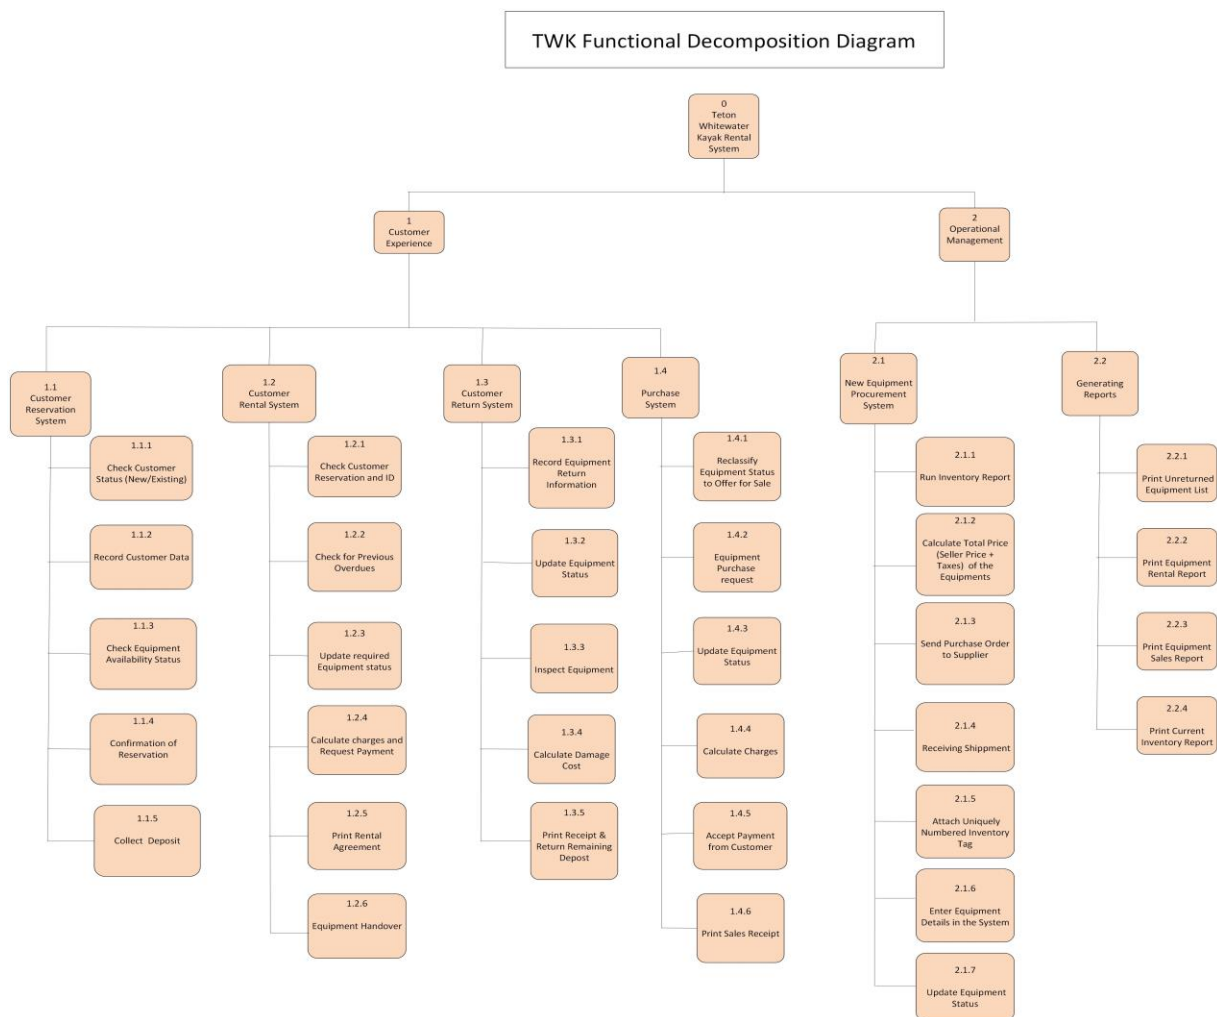 TWK Functional Decomposition Diagram
0
Teton
Whitewater
Kayak Rental
System
1
Customer
Experience
2
Operational
Management
1.1
Customer
Reservation
System
1.1.1
Check Customer
Status (New/Existing)
1.1.2
Record Customer Data
1.1.3
Check Equipment
Availability Status
1.1.4
Confirmation of
Reservation
1.1.5
Collect Deposit
1.2
Customer
Rental System
1.2.1
Check Customer
Reservation and ID
1.2.2
Check for Previous
Overdues
1.2.3
Update required
Equipment status
1.2.4
Calculate charges and
Request Payment
1.2.5
Print Rental
Agreement
1.2.6
Equipment Handover
1.3
Customer
Return System
1.3.1
Record Equipment
Return
Information
1.3.2
Update Equipment
Status
1.3.3
Inspect Equipment
1.3.4
Calculate Damage
Cost
1.3.5
Print Receipt &
Return Remaining
Depost
1.4
Purchase
System
1.4.1
Reclassify
Equipment Status
to Offer for Sale
1.4.2
Equipment
Purchase
request
1.4.3
Update Equipment
Status
1.4.4
Calculate Charges
1.4.5
Accept Payment
from Customer
1.4.6
Print Sales Receipt
2.1
New Equipment
Procurement
System
2.1.1
Run Inventory Report
2.1.2
Calculate Total Price
(Seller Price +
Taxes) of the
Equipments
2.1.3
Send Purchase Order
to Supplier
2.1.4
Receiving Shippment
2.1.5
Attach Uniquely
Numbered Inventory
Tag
2.1.6
Enter Equipment
Details in the System
2.1.7
Update Equipment
Status
2.2
Generating
Reports
2.2.1
Print Unreturned
Equipment List
2.2.2
Print Equipment
Rental Report
2.2.3
Print Equipment
Sales Report
2.2.4
Print Current
Inventory Report